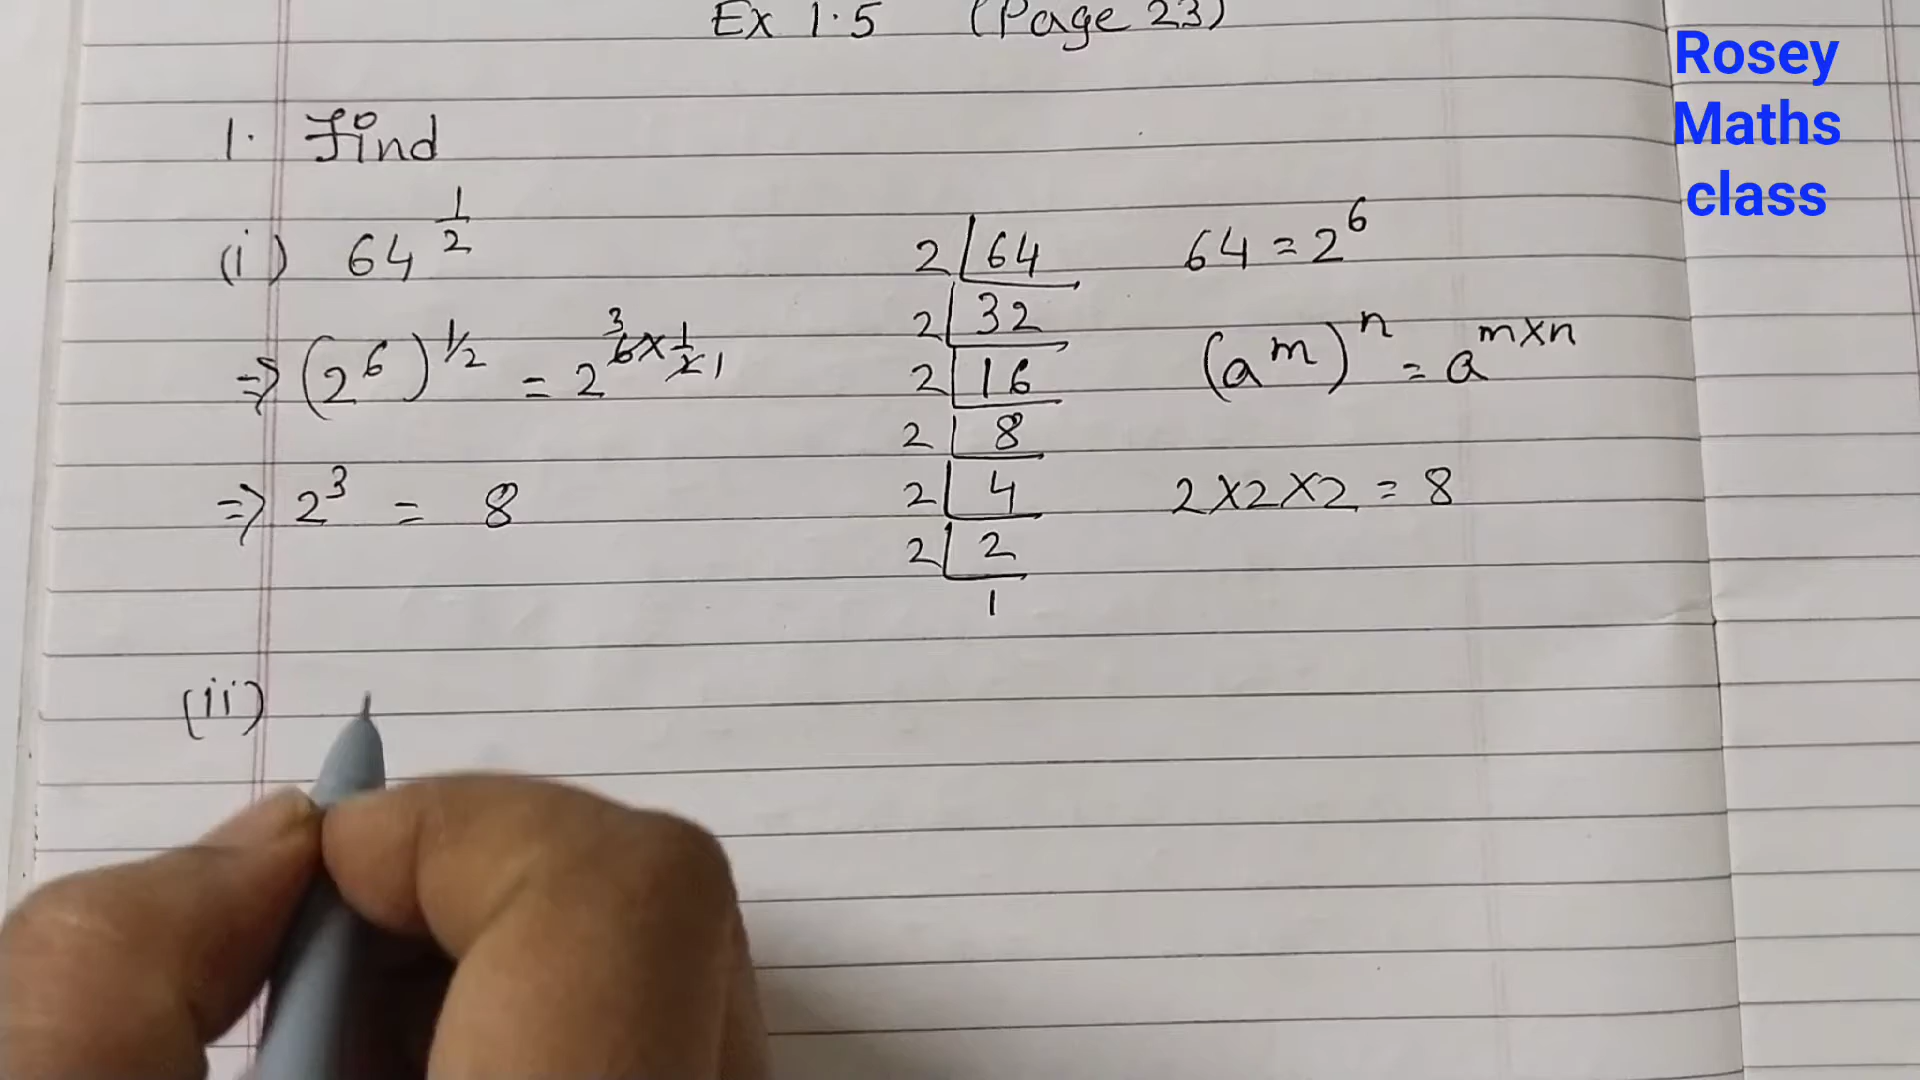 Ex 1.5 (Page 23)
Rosey
Maths
class
1. Find
(i) 64^1/2
⇒ (2^6)^1/2 = 2^6×1/2 3 1
⇒ 2^3 = 8
2 | 64
2 | 32
2 | 16
2 | 8
2 | 4
2 | 2
1
64 = 2^6
(a^m)^n = a^m×n
2×2×2 = 8
(ii)